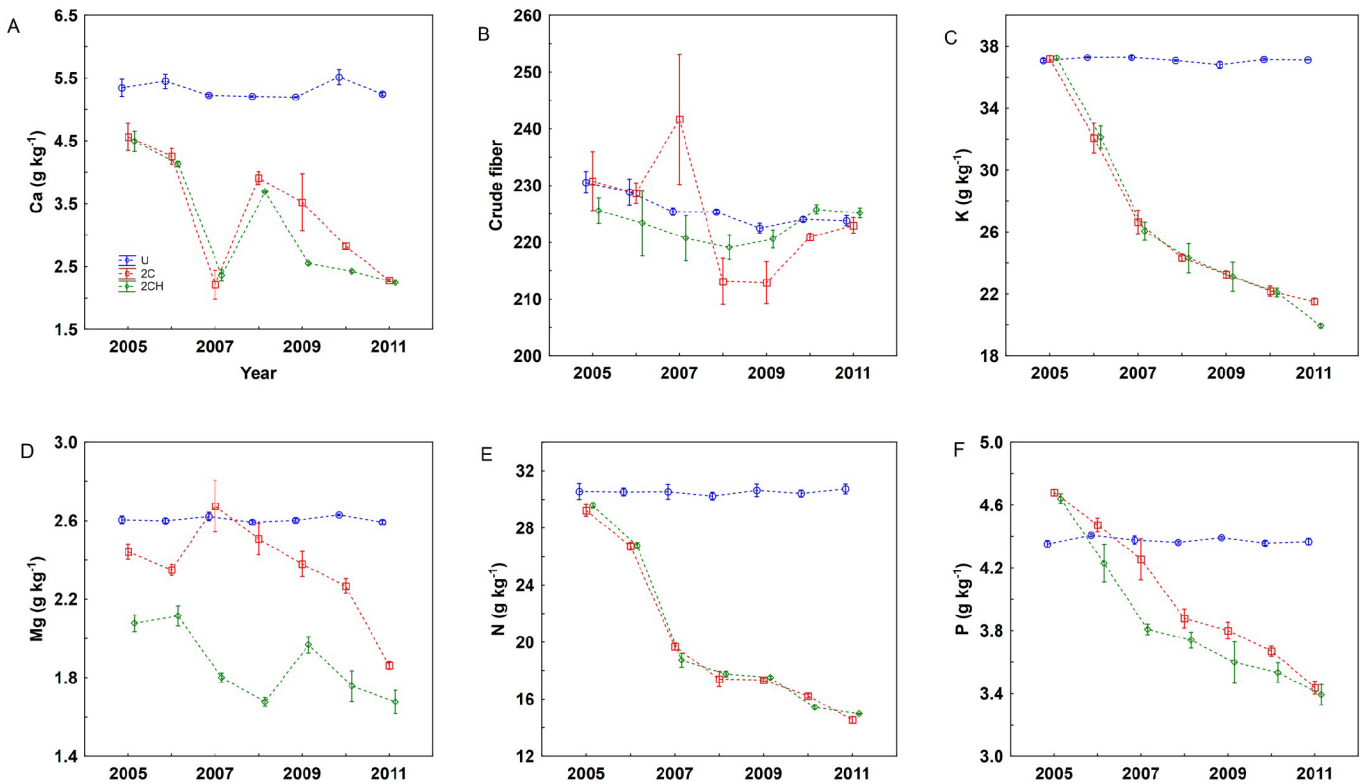 A
6.5
5.5
4.5
3.5
2.5
1.5
Ca (g kg-1)
U
2C
2CH
2005 2007 2009 2011
Year
B
260
250
240
230
220
210
200
Crude fiber
2005 2007 2009 2011
C
38
34
30
26
22
18
K (g kg-1)
2005 2007 2009 2011
D
3.0
2.6
2.2
1.8
1.4
Mg (g kg-1)
2005 2007 2009 2011
E
32
28
24
20
16
12
N (g kg-1)
2005 2007 2009 2011
F
5.0
4.6
4.2
3.8
3.4
3.0
P (g kg-1)
2005 2007 2009 2011